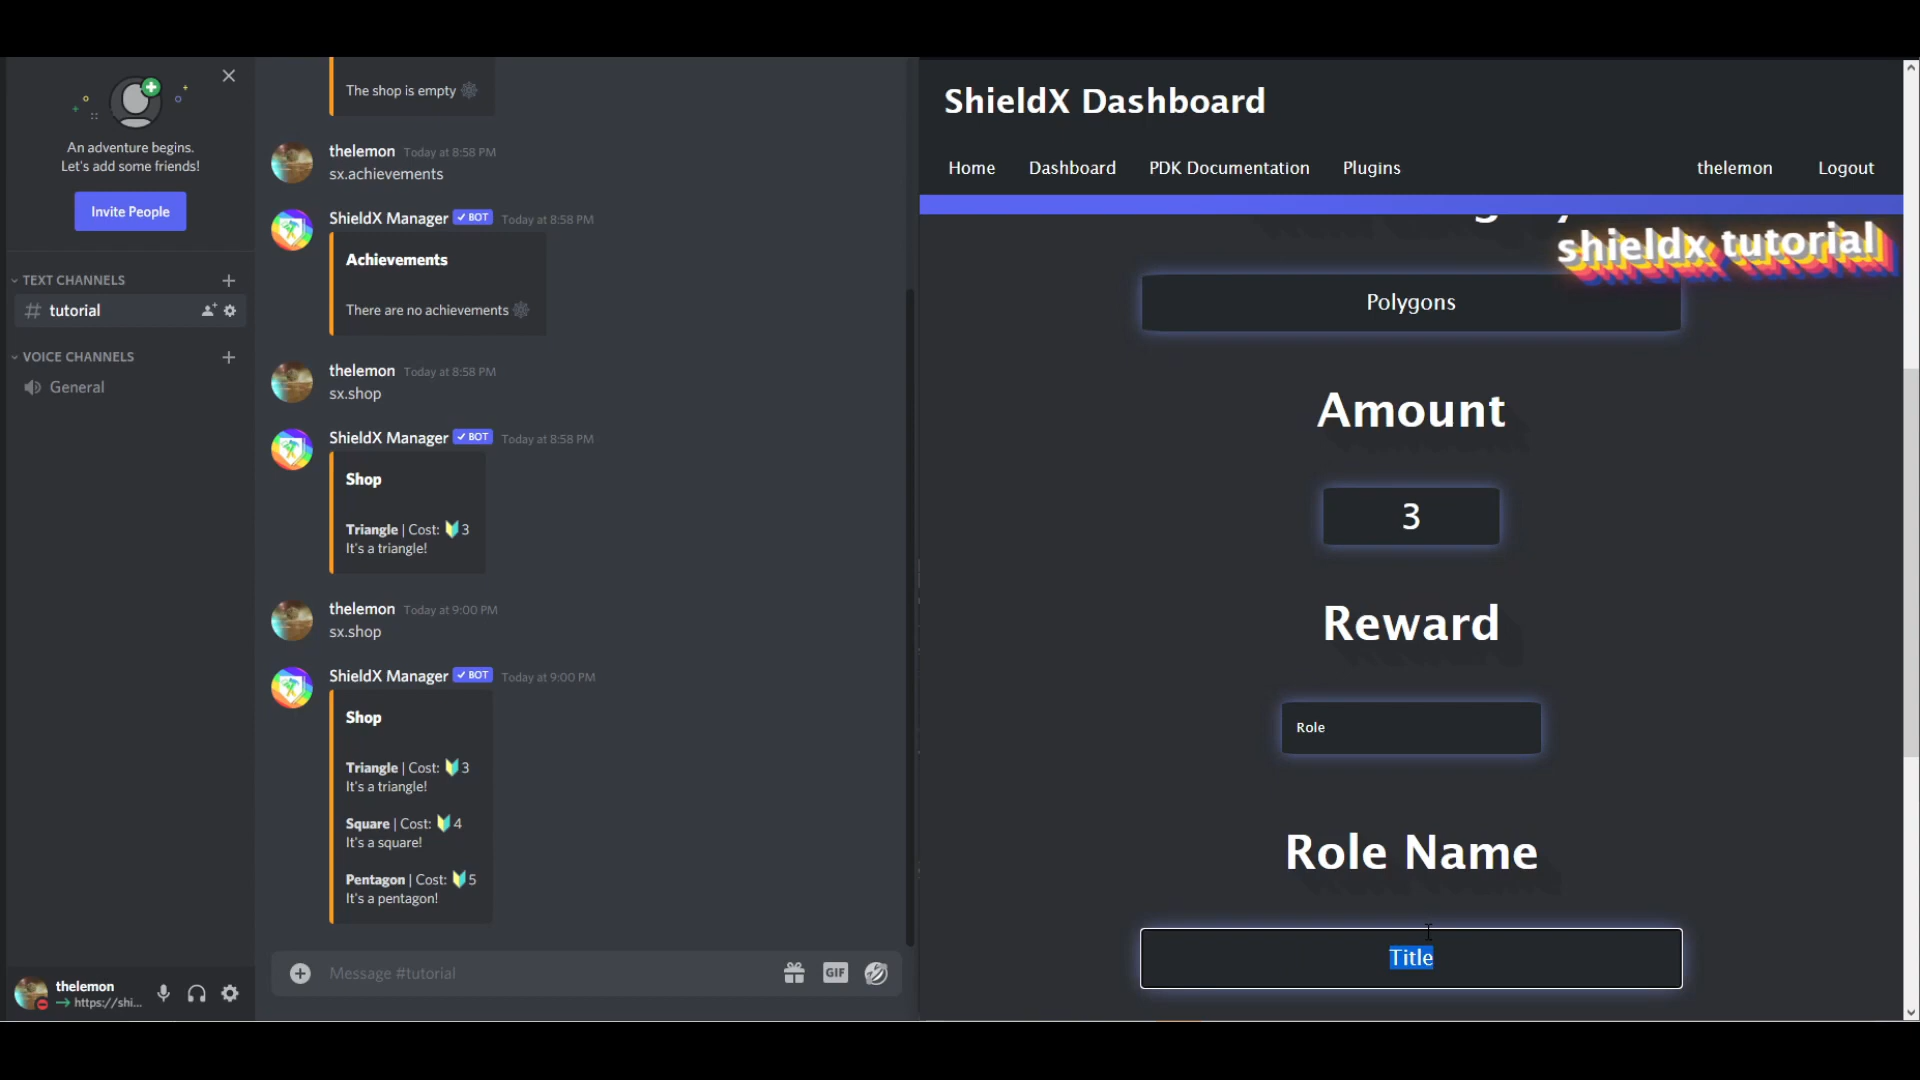 An adventure begins.
Let's add some friends!
Invite People
TEXT CHANNELS
tutorial
VOICE CHANNELS
General
thelemon
https://shi...
The shop is empty
thelemon Today at 8:58 PM
sx.achievements
ShieldX Manager ✓ BOT Today at 8:58 PM
Achievements
There are no achievements
thelemon Today at 8:58 PM
sx.shop
ShieldX Manager ✓ BOT Today at 8:58 PM
Shop
Triangle | Cost: 3
It's a triangle!
thelemon Today at 9:00 PM
sx.shop
ShieldX Manager ✓ BOT Today at 9:00 PM
Shop
Triangle | Cost: 3
It's a triangle!
Square | Cost: 4
It's a square!
Pentagon | Cost: 5
It's a pentagon!
Message #tutorial
GIF
ShieldX Dashboard
Home Dashboard PDK Documentation Plugins thelemon Logout
shieldx tutorial
Polygons
Amount
3
Reward
Role
Role Name
Title